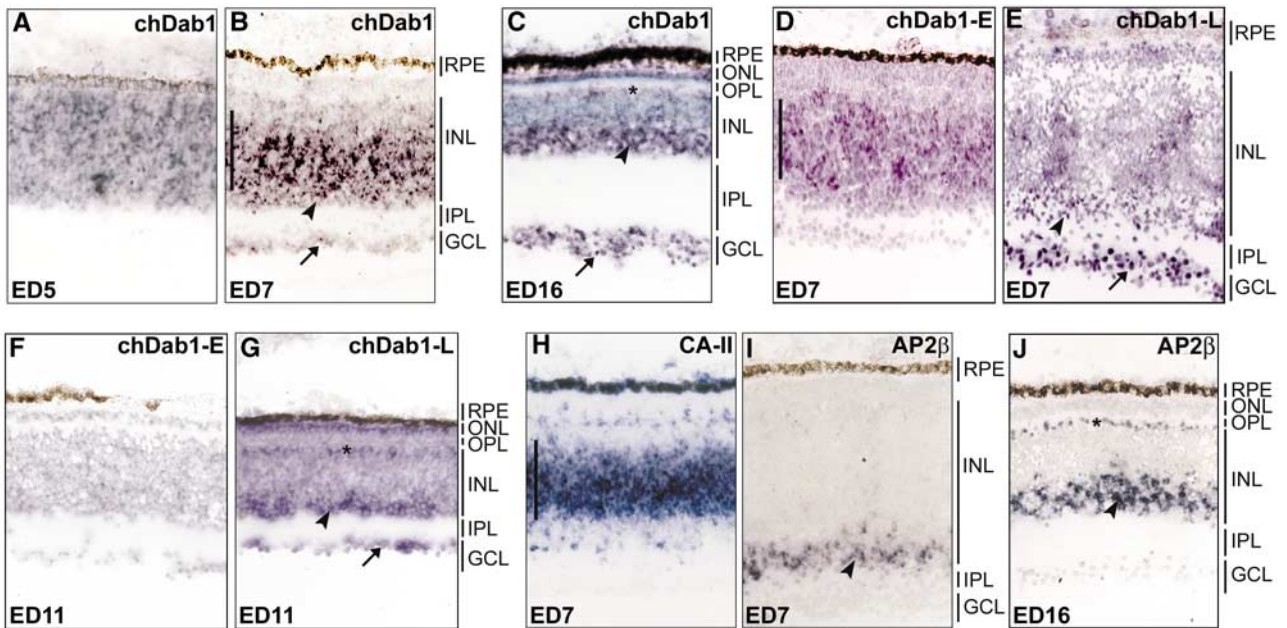 A chDab1
ED5
B chDab1
ED7
RPE
INL
IPL
GCL
C chDab1
*
ED16
RPE
ONL
OPL
INL
IPL
GCL
D chDab1-E
ED7
E chDab1-L
ED7
RPE
INL
IPL
GCL
F chDab1-E
ED11
G chDab1-L
*
ED11
RPE
ONL
OPL
INL
IPL
GCL
H CA-II
ED7
I AP2β
ED7
RPE
INL
IPL
GCL
J AP2β
*
ED16
RPE
ONL
OPL
INL
IPL
GCL